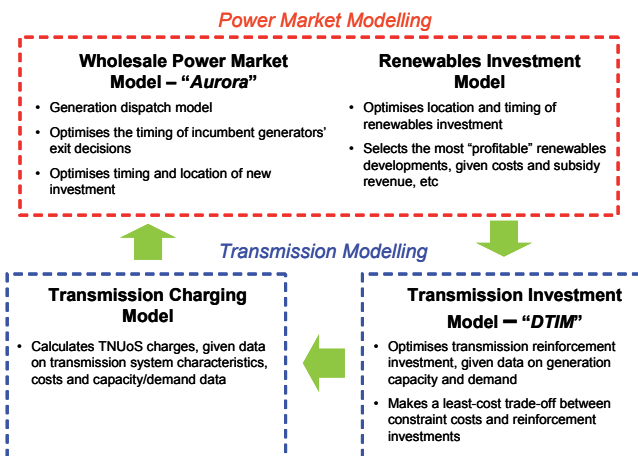 Power Market Modelling
Wholesale Power Market
Model – “Aurora”
• Generation dispatch model
• Optimises the timing of incumbent generators’
exit decisions
• Optimises timing and location of new
investment
Renewables Investment
Model
• Optimises location and timing of
renewables investment
• Selects the most “profitable” renewables
developments, given costs and subsidy
revenue, etc
Transmission Modelling
Transmission Charging
Model
• Calculates TNUoS charges, given data
on transmission system characteristics,
costs and capacity/demand data
Transmission Investment
Model – “DTIM”
• Optimises transmission reinforcement
investment, given data on generation
capacity and demand
• Makes a least-cost trade-off between
constraint costs and reinforcement
investments